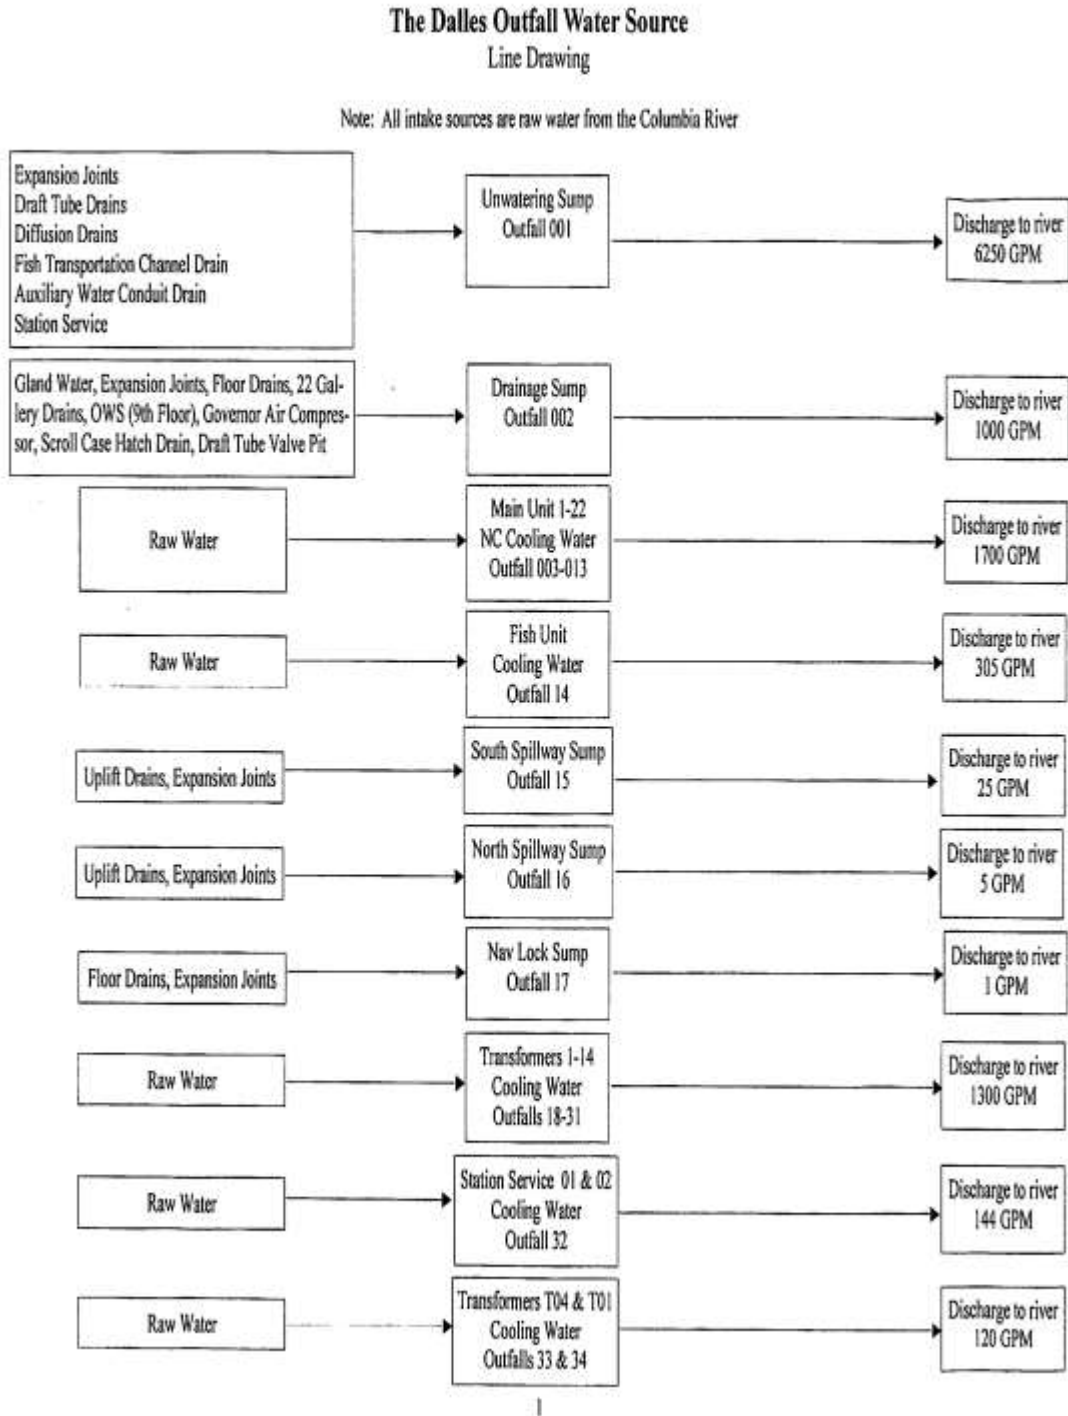 The Dalles Outfall Water Source
Line Drawing
Note: All intake sources are raw water from the Columbia River
Expansion Joints
Draft Tube Drains
Diffusion Drains
Fish Transportation Channel Drain
Auxiliary Water Conduit Drain
Station Service
Unwatering Sump
Outfall 001
Discharge to river
6250 GPM
Gland Water, Expansion Joints, Floor Drains, 22 Gal-
lery Drains, OWS (9th Floor), Governor Air Compres-
sor, Scroll Case Hatch Drain, Draft Tube Valve Pit
Drainage Sump
Outfall 002
Discharge to river
1000 GPM
Raw Water
Main Unit 1-22
NC Cooling Water
Outfall 003-013
Discharge to river
1700 GPM
Raw Water
Fish Unit
Cooling Water
Outfall 14
Discharge to river
305 GPM
Uplift Drains, Expansion Joints
South Spillway Sump
Outfall 15
Discharge to river
25 GPM
Uplift Drains, Expansion Joints
North Spillway Sump
Outfall 16
Discharge to river
5 GPM
Floor Drains, Expansion Joints
Nav Lock Sump
Outfall 17
Discharge to river
1 GPM
Raw Water
Transformers 1-14
Cooling Water
Outfalls 18-31
Discharge to river
1300 GPM
Raw Water
Station Service 01 & 02
Cooling Water
Outfall 32
Discharge to river
144 GPM
Raw Water
Transformers T04 & T01
Cooling Water
Outfalls 33 & 34
Discharge to river
120 GPM
1